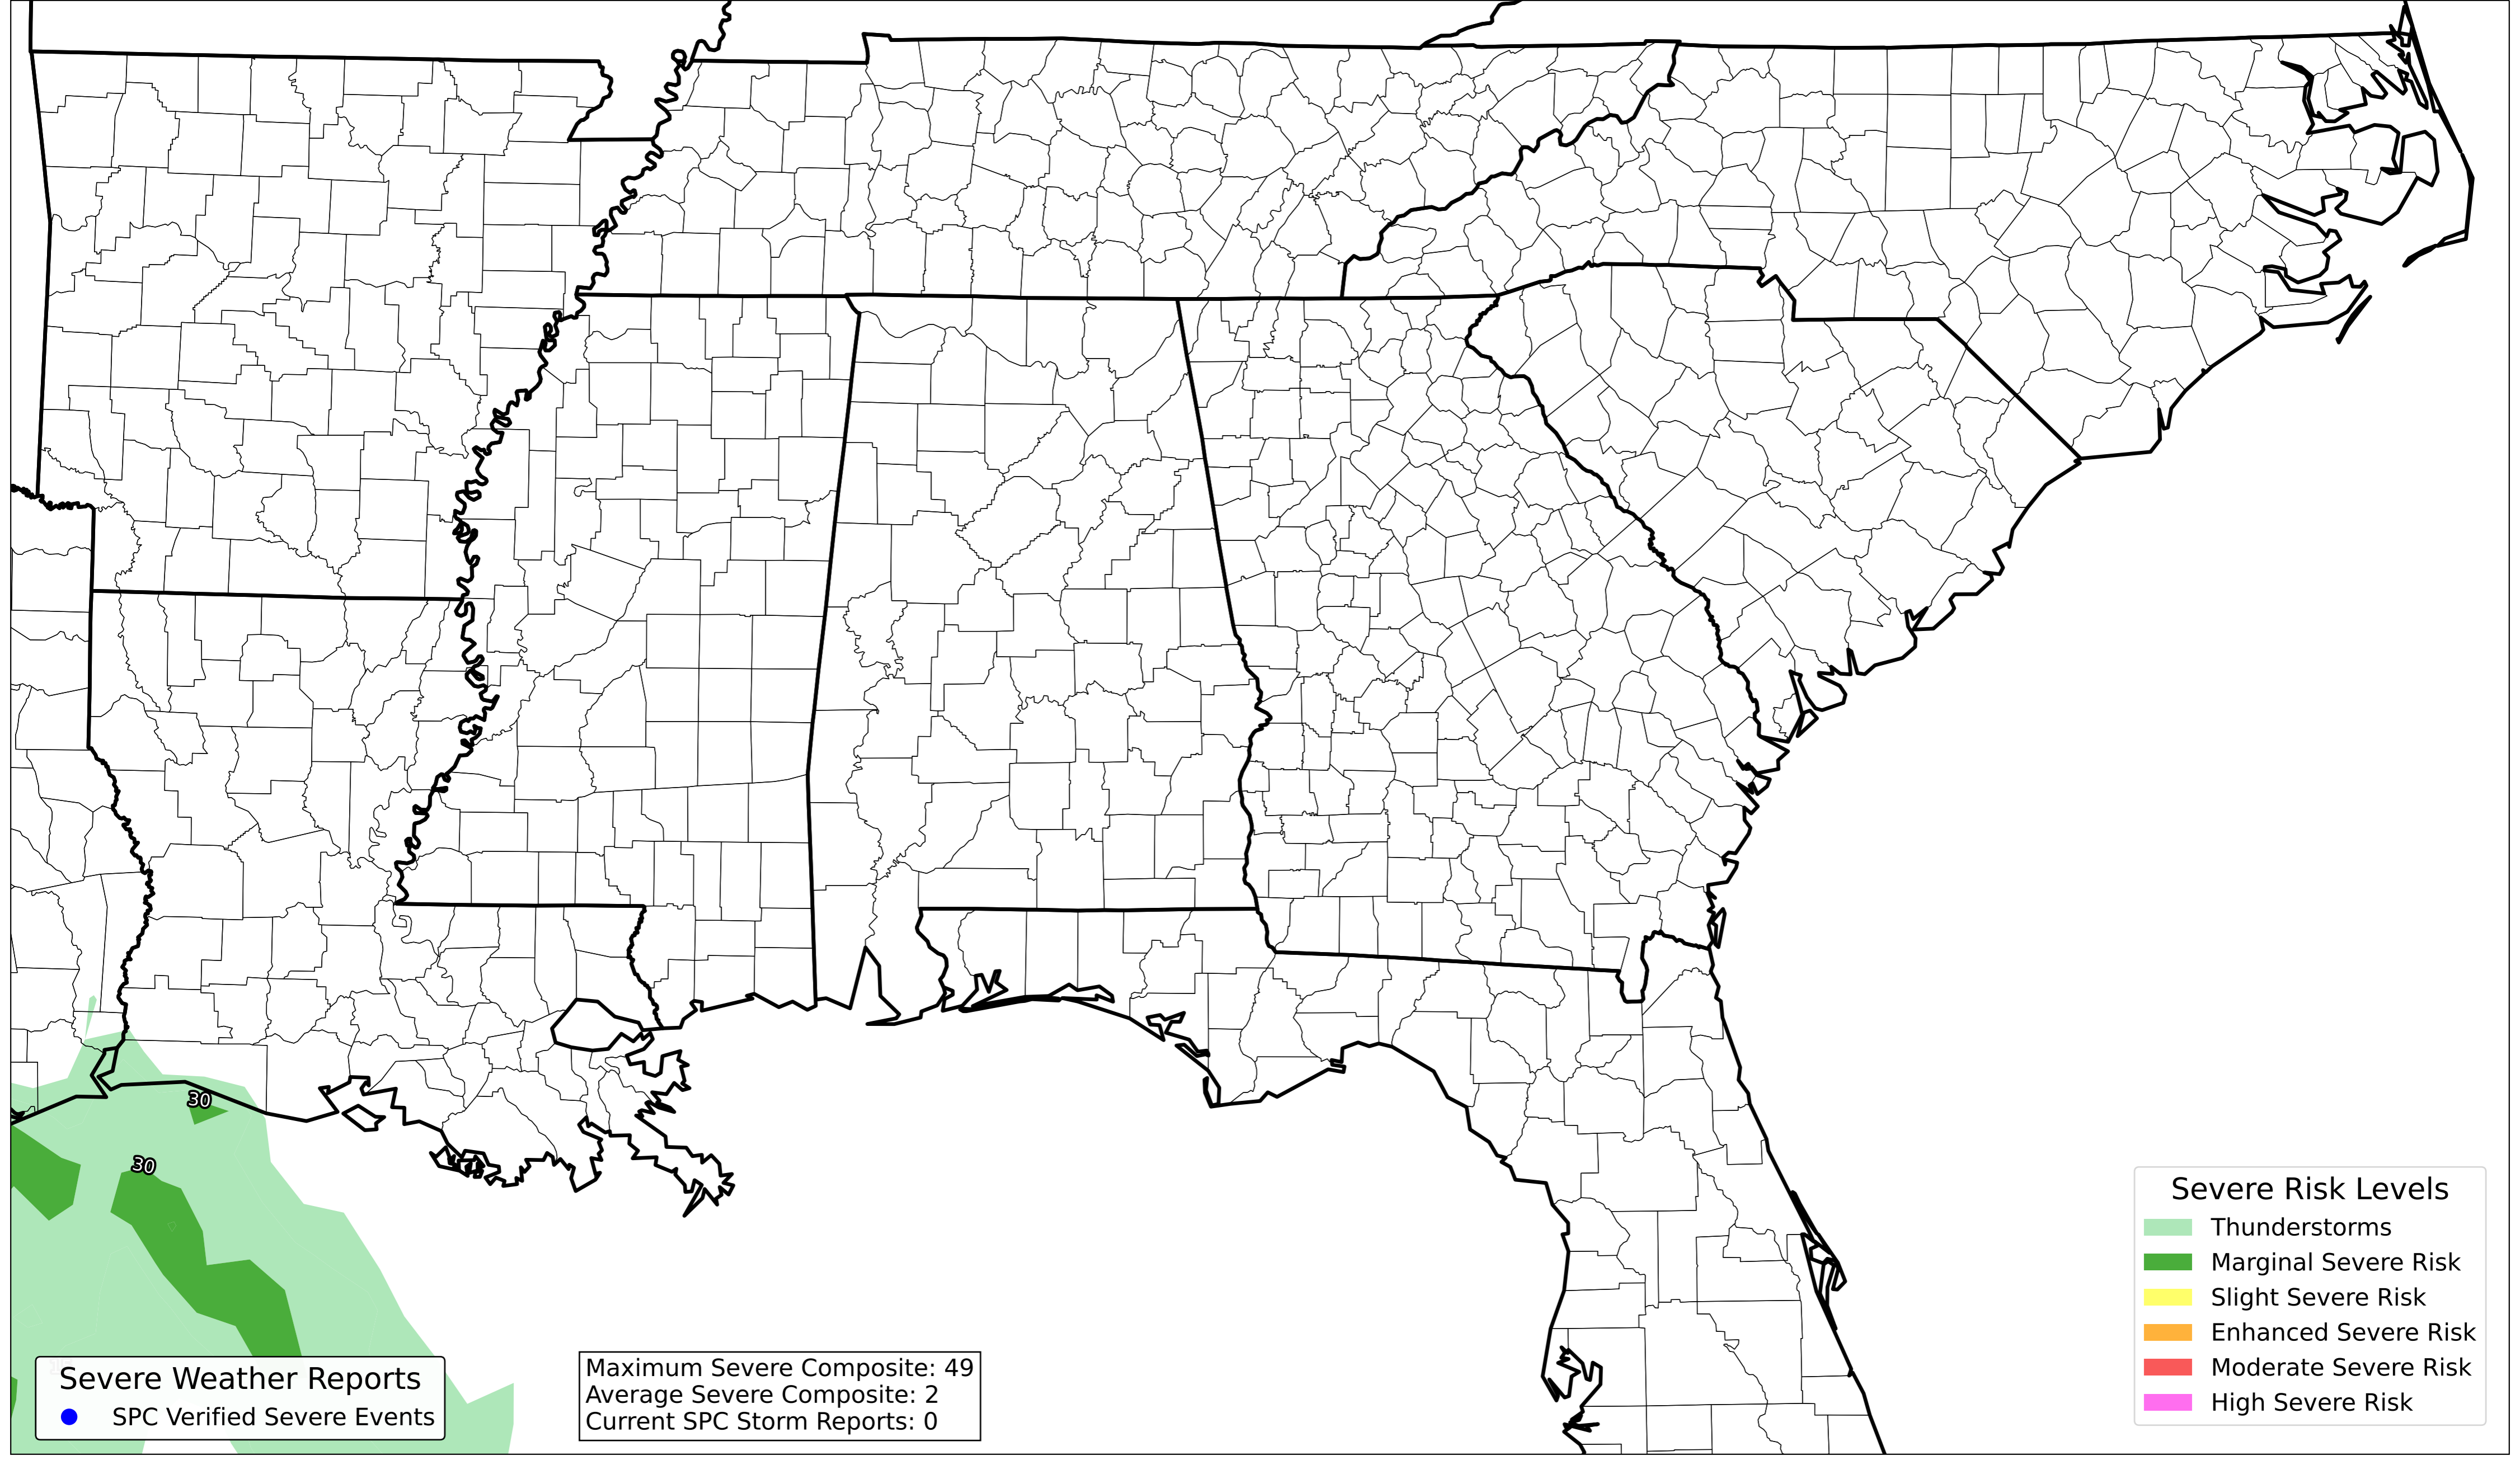 30
30
Severe Weather Reports
SPC Verified Severe Events
Maximum Severe Composite: 49
Average Severe Composite: 2
Current SPC Storm Reports: 0
Severe Risk Levels
Thunderstorms
Marginal Severe Risk
Slight Severe Risk
Enhanced Severe Risk
Moderate Severe Risk
High Severe Risk